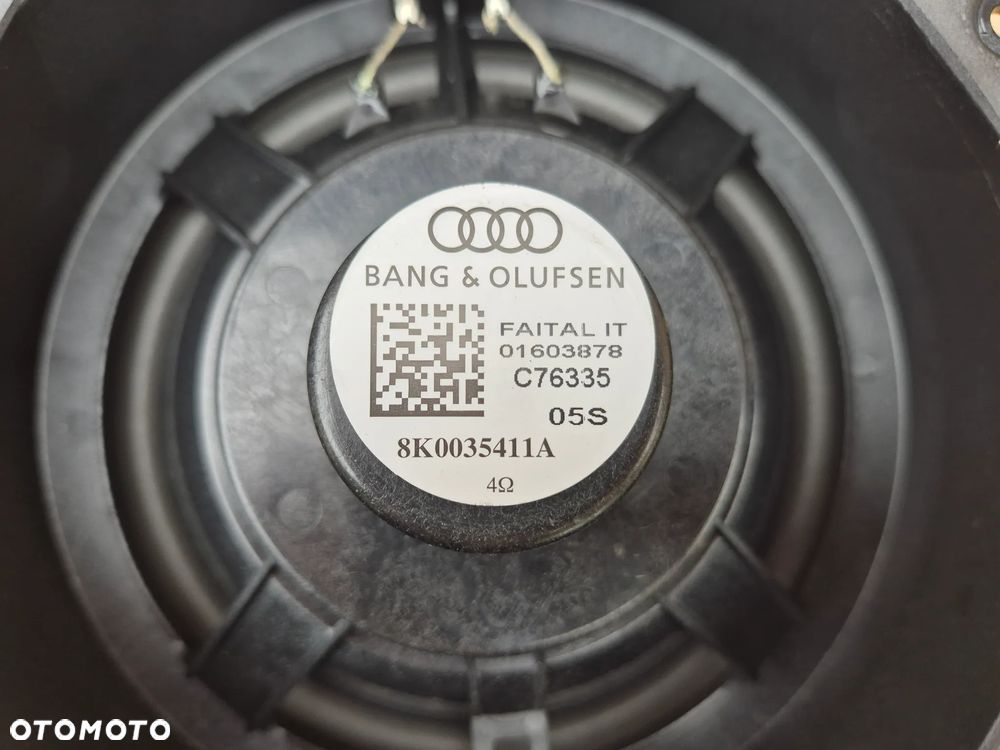 BANG & OLUFSEN
FAITAL IT
01603878
C76335
05S
8K0035411A
4Ω
OTOMOTO